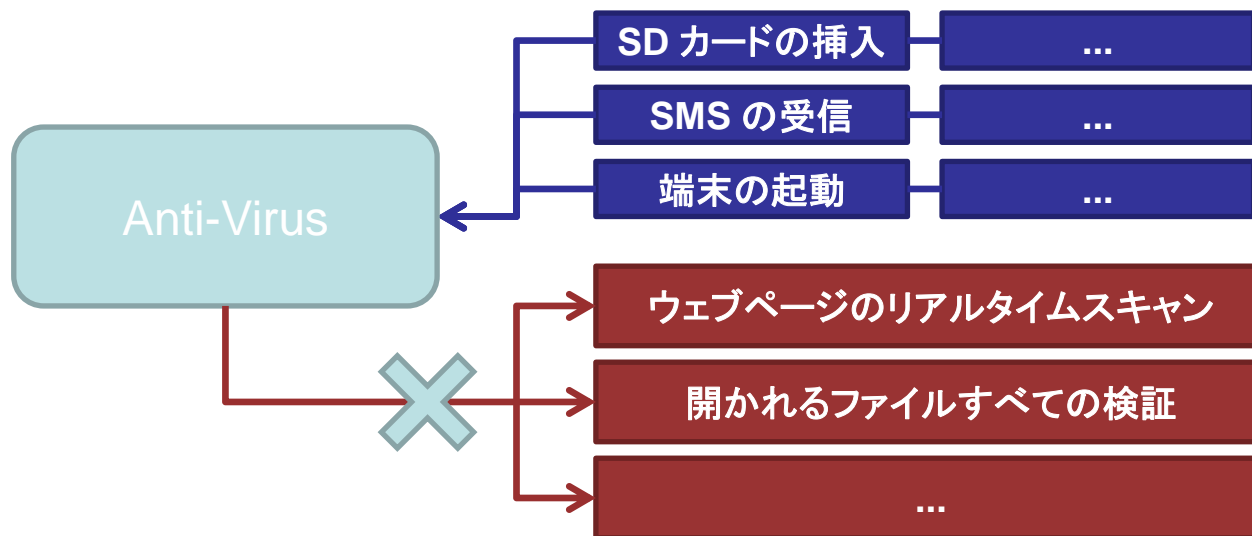 SD カードの挿入
...
SMS の受信
...
端末の起動
...
Anti-Virus
ウェブページのリアルタイムスキャン
開かれるファイルすべての検証
...